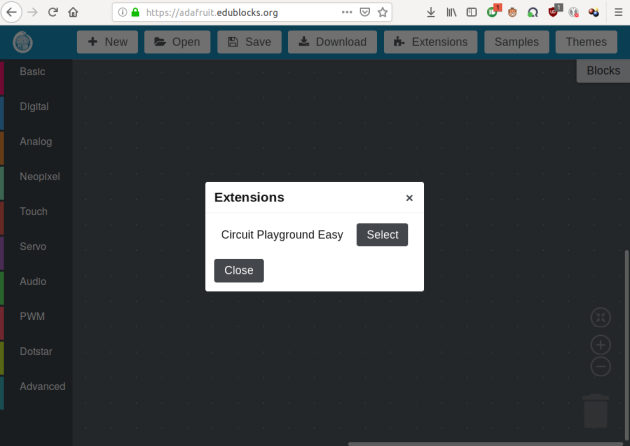 https://adafruit.edublocks.org
New Open Save Download Extensions Samples Themes
Blocks
Basic
Digital
Analog
Neopixel
Touch
Servo
Audio
PWM
Dotstar
Advanced
Extensions ×
Circuit Playground Easy Select
Close